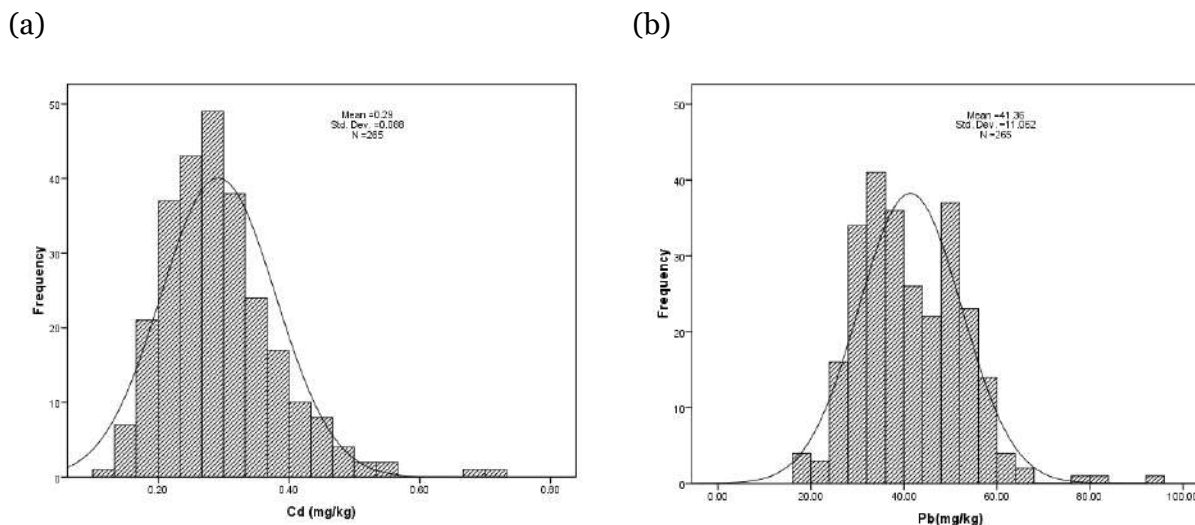 (a)
(b)
Mean =0.29
Std. Dev. =0.088
N =265
50
40
30
20
10
0
Frequency
0.20 0.40 0.60 0.80
Cd (mg/kg)
Mean =41.36
Std. Dev. =11.052
N =265
50
40
30
20
10
0
Frequency
0.00 20.00 40.00 60.00 80.00 100.00
Pb(mg/kg)